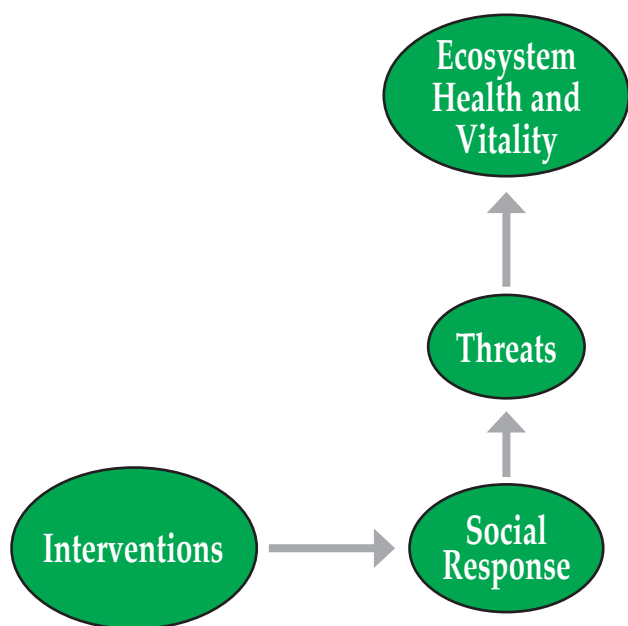 Ecosystem
Health and
Vitality
Threats
Interventions
Social
Response